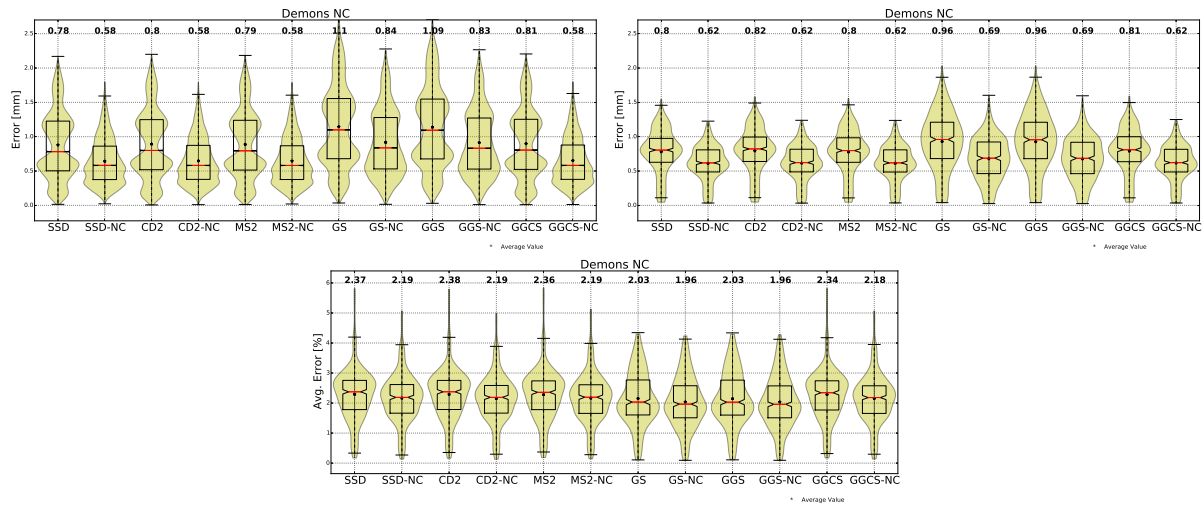 Demons NC
0.78 0.58 0.8 0.58 0.79 0.58 1.1 0.84 1.09 0.83 0.81 0.58
2.5
2.0
1.5
1.0
0.5
0.0
Error [mm]
SSD SSD-NC CD2 CD2-NC MS2 MS2-NC GS GS-NC GGS GGS-NC GGCS GGCS-NC
* Average Value
Demons NC
0.8 0.62 0.82 0.62 0.8 0.62 0.96 0.69 0.96 0.69 0.81 0.62
2.5
2.0
1.5
1.0
0.5
0.0
Error [mm]
SSD SSD-NC CD2 CD2-NC MS2 MS2-NC GS GS-NC GGS GGS-NC GGCS GGCS-NC
* Average Value
Demons NC
2.37 2.19 2.38 2.19 2.36 2.19 2.03 1.96 2.03 1.96 2.34 2.18
6
5
4
3
2
1
0
Avg. Error [%]
SSD SSD-NC CD2 CD2-NC MS2 MS2-NC GS GS-NC GGS GGS-NC GGCS GGCS-NC
* Average Value